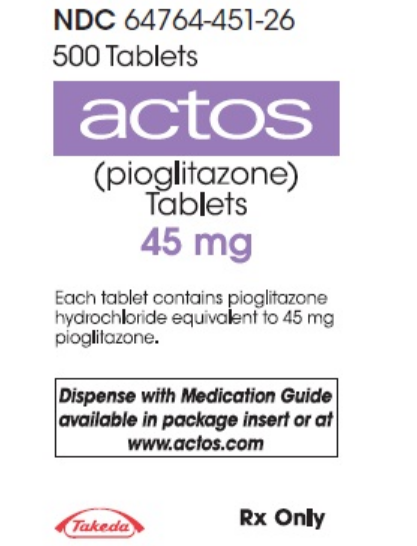 NDC 64764-451-26
500 Tablets
actos
(pioglitazone)
Tablets
45 mg
Each tablet contains pioglitazone
hydrochloride equivalent to 45 mg
pioglitazone.
Dispense with Medication Guide
available in package insert or at
www.actos.com
Takeda
Rx Only